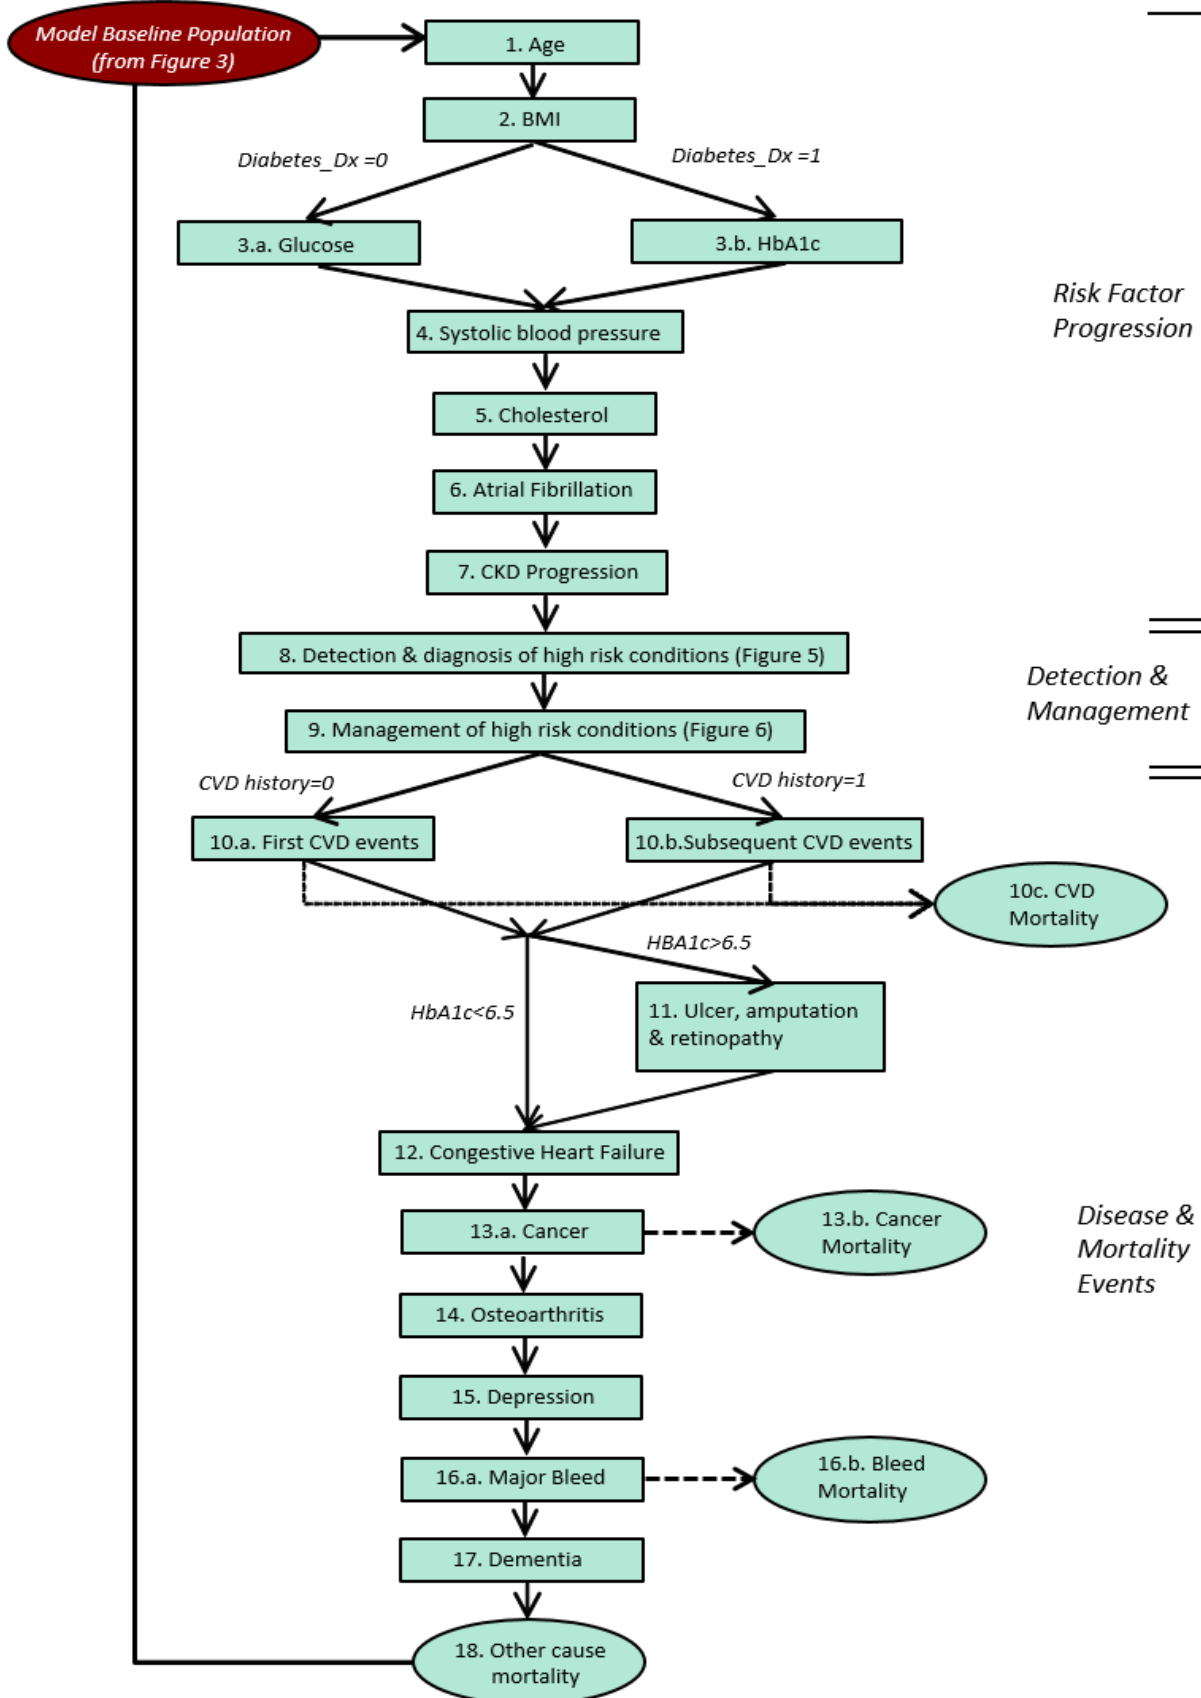 Model Baseline Population
(from Figure 3)
1. Age
2. BMI
Diabetes_Dx =0
Diabetes_Dx =1
3.a. Glucose
3.b. HbA1c
Risk Factor
Progression
4. Systolic blood pressure
5. Cholesterol
6. Atrial Fibrillation
7. CKD Progression
8. Detection & diagnosis of high risk conditions (Figure 5)
Detection &
Management
9. Management of high risk conditions (Figure 6)
CVD history=0
CVD history=1
10.a. First CVD events
10.b.Subsequent CVD events
10c. CVD
Mortality
HBA1c>6.5
HbA1c<6.5
11. Ulcer, amputation
& retinopathy
12. Congestive Heart Failure
13.a. Cancer
13.b. Cancer
Mortality
Disease &
Mortality
Events
14. Osteoarthritis
15. Depression
16.a. Major Bleed
16.b. Bleed
Mortality
17. Dementia
18. Other cause
mortality